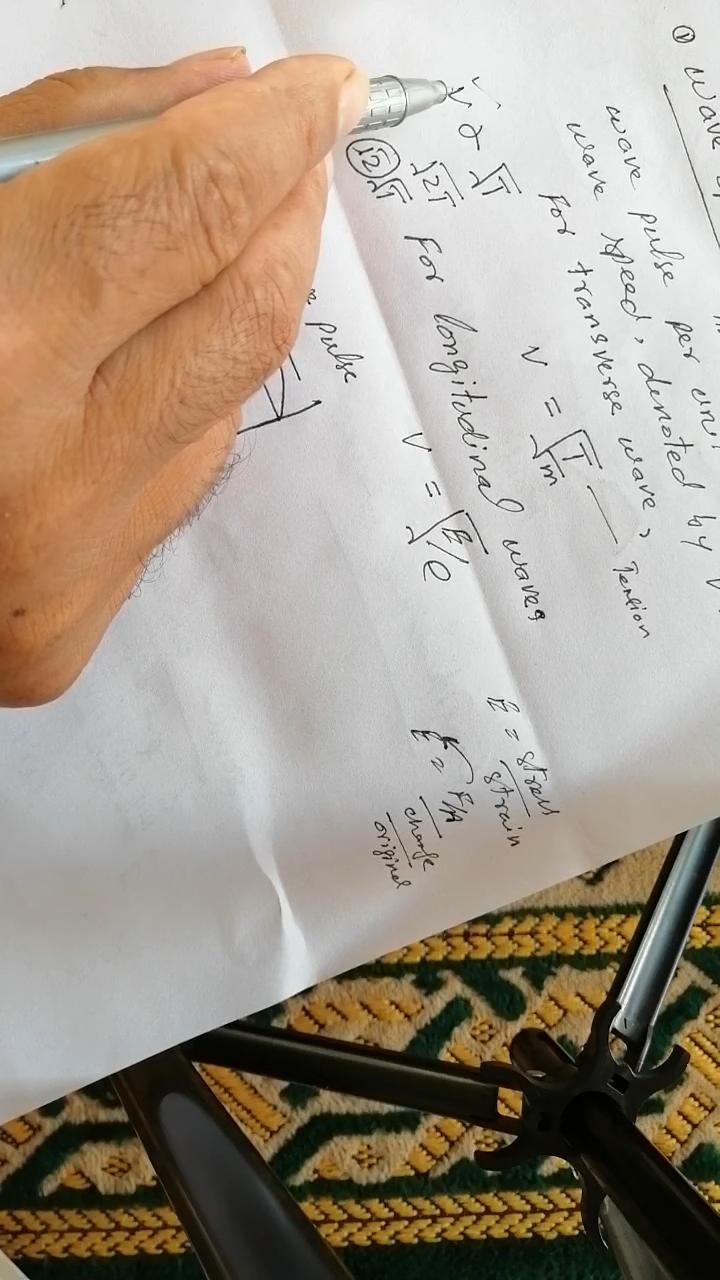 ① wave
wave pulse per uni
wave speed, denoted by v.
for transverse wave,
v = √T/m — Tension
v ∝ √T
√2T
√2 √T
For longitudinal waves
v = √E/ρ
E = stress/strain
E = F/A / change/original
pulse